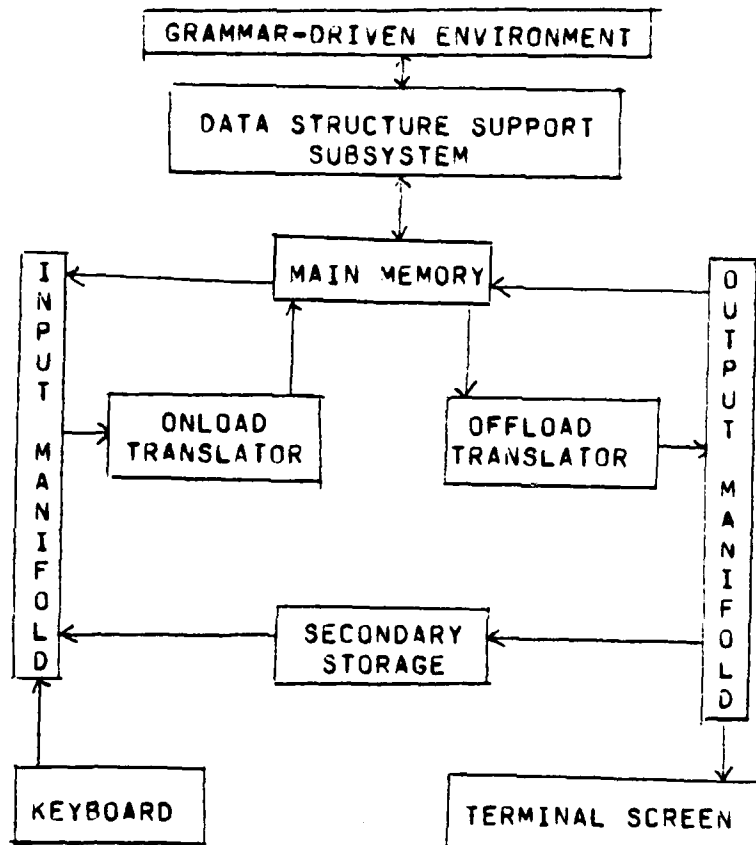 GRAMMAR-DRIVEN ENVIRONMENT
DATA STRUCTURE SUPPORT
SUBSYSTEM
MAIN MEMORY
INPUT MANIFOLD
OUTPUT MANIFOLD
ONLOAD
TRANSLATOR
OFFLOAD
TRANSLATOR
SECONDARY
STORAGE
KEYBOARD
TERMINAL SCREEN